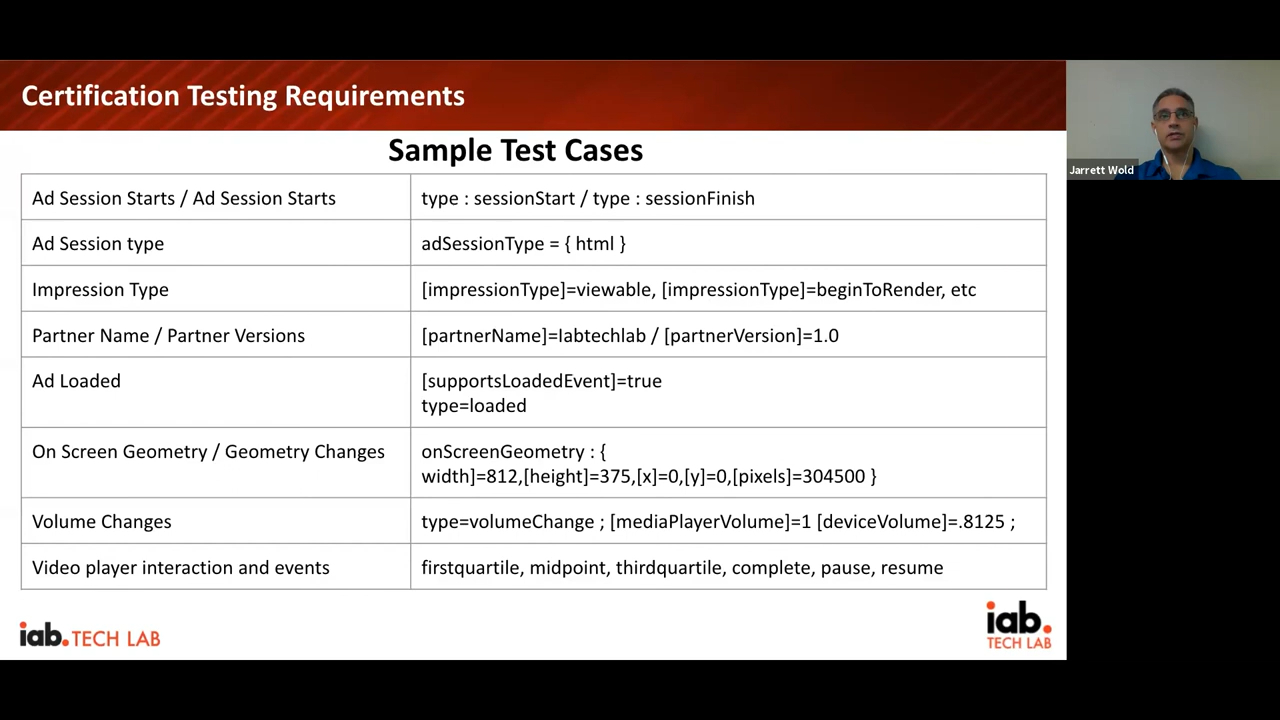 Certification Testing Requirements
Jarrett Wold
Sample Test Cases
Ad Session Starts / Ad Session Starts
type : sessionStart / type : sessionFinish
Ad Session type
adSessionType = { html }
Impression Type
[impressionType]=viewable, [impressionType]=beginToRender, etc
Partner Name / Partner Versions
[partnerName]=Iabtechlab / [partnerVersion]=1.0
Ad Loaded
[supportsLoadedEvent]=true
type=loaded
On Screen Geometry / Geometry Changes
onScreenGeometry : {
width]=812,[height]=375,[x]=0,[y]=0,[pixels]=304500 }
Volume Changes
type=volumeChange ; [mediaPlayerVolume]=1 [deviceVolume]=.8125 ;
Video player interaction and events
firstquartile, midpoint, thirdquartile, complete, pause, resume
iab. TECH LAB
iab.
TECH LAB